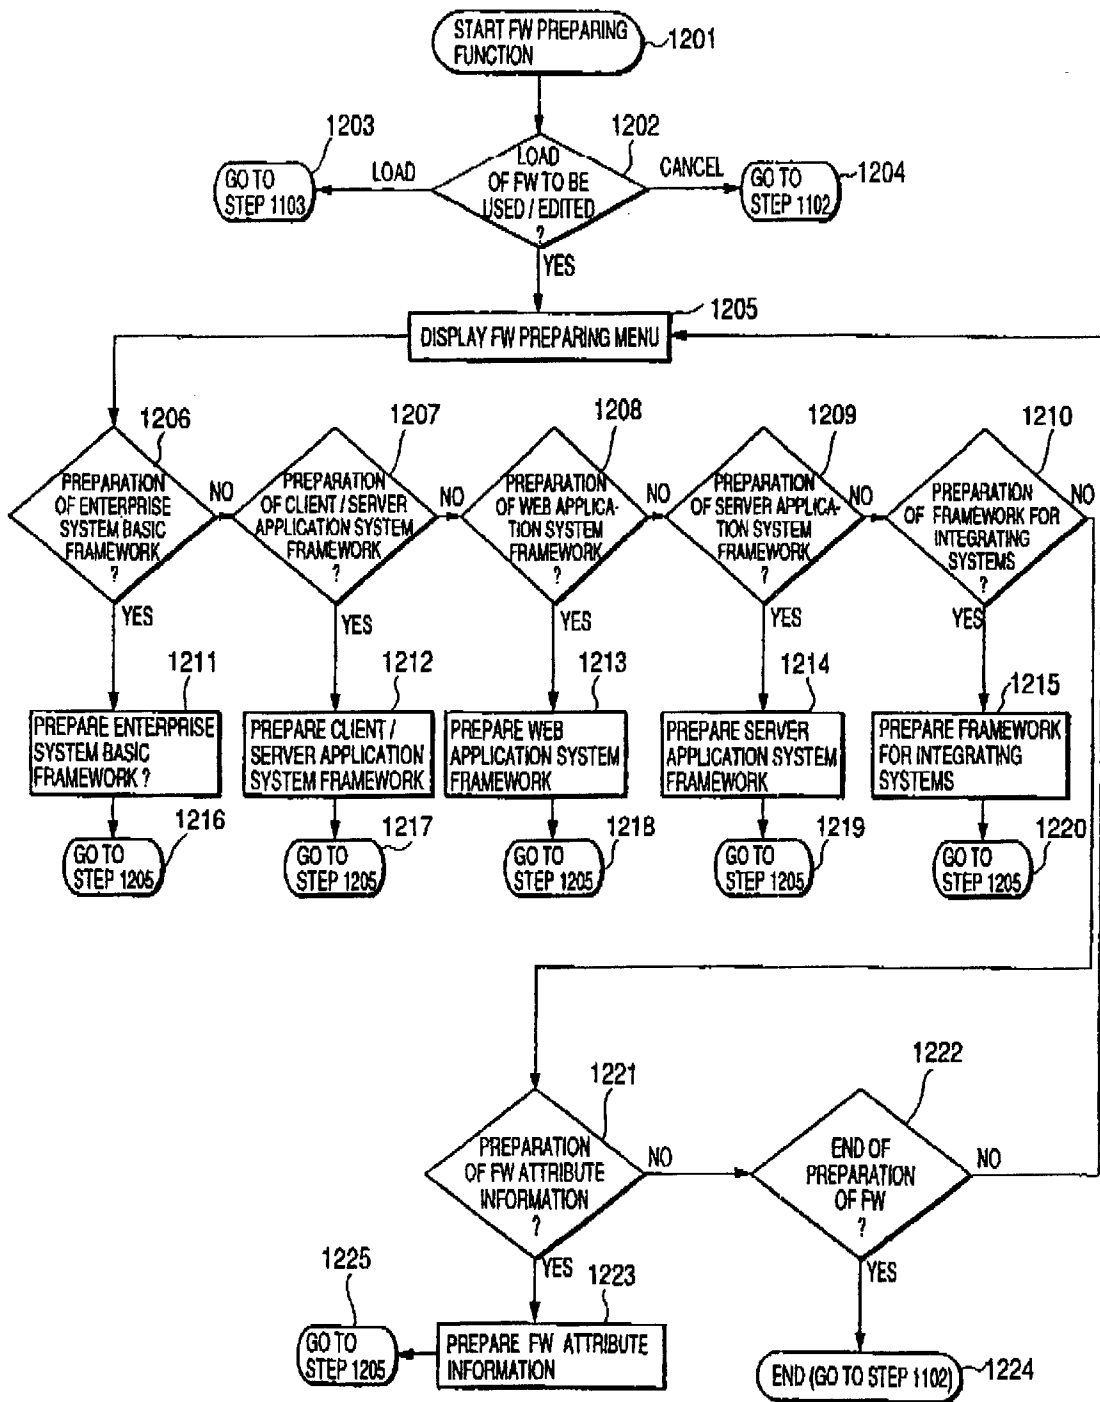 START FW PREPARING
FUNCTION
1201
1203
GO TO
STEP 1103
LOAD
1202
LOAD
OF FW TO BE
USED / EDITED
?
CANCEL
GO TO
STEP 1102
1204
YES
1205
DISPLAY FW PREPARING MENU
1206
PREPARATION
OF ENTERPRISE
SYSTEM BASIC
FRAMEWORK
?
NO
YES
1207
PREPARATION
OF CLIENT / SERVER
APPLICATION SYSTEM
FRAMEWORK
?
NO
YES
1208
PREPARATION
OF WEB APPLICA-
TION SYSTEM
FRAMEWORK
?
NO
YES
1209
PREPARATION
OF SERVER APPLICA-
TION SYSTEM
FRAMEWORK
?
NO
YES
1210
PREPARATION
OF FRAMEWORK FOR
INTEGRATING
SYSTEMS
?
NO
YES
1211
PREPARE ENTERPRISE
SYSTEM BASIC
FRAMEWORK ?
1212
PREPARE CLIENT /
SERVER APPLICATION
SYSTEM FRAMEWORK
1213
PREPARE WEB
APPLICATION SYSTEM
FRAMEWORK
1214
PREPARE SERVER
APPLICATION SYSTEM
FRAMEWORK
1215
PREPARE FRAMEWORK
FOR INTEGRATING
SYSTEMS
1216
GO TO
STEP 1205
1217
GO TO
STEP 1205
1218
GO TO
STEP 1205
1219
GO TO
STEP 1205
1220
GO TO
STEP 1205
1221
PREPARATION
OF FW ATTRIBUTE
INFORMATION
?
NO
YES
1222
END OF
PREPARATION
OF FW
?
NO
YES
1225
GO TO
STEP 1205
1223
PREPARE FW ATTRIBUTE
INFORMATION
END (GO TO STEP 1102)
1224